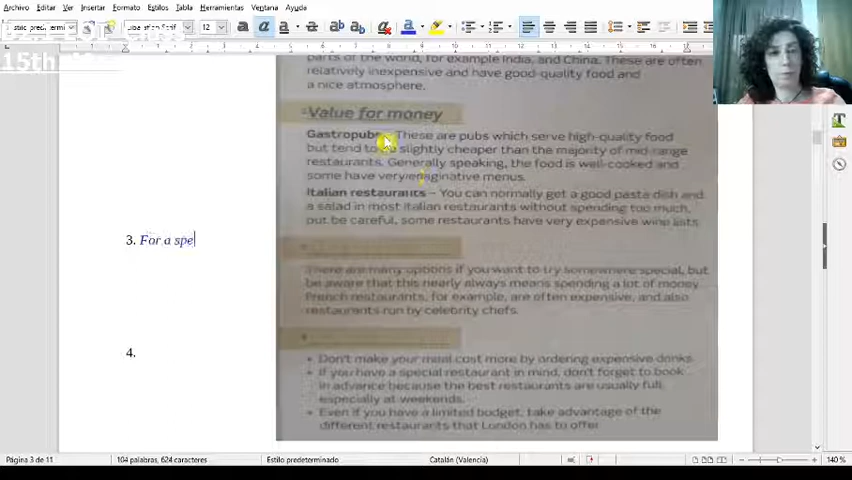 Archivo Editar Ver Insertar Formato Estilos Tabla Formulario Herramientas Ventana Ayuda
12
15th
parts of the world, for example India, and China. These are often
relatively inexpensive and have good-quality food and
a nice atmosphere.
Value for money
Gastropubs – These are pubs which serve high-quality food
but tend to be slightly cheaper than the majority of mid-range
restaurants. Generally speaking, the food is well-cooked and
some have very imaginative menus.
Italian restaurants – You can normally get a good pasta dish and
a salad in most Italian restaurants without spending too much,
but be careful, some restaurants have very expensive wine lists.
3. For a spe
There are many options if you want to try somewhere special, but
be aware that this nearly always means spending a lot of money.
French restaurants, for example, are often expensive, and also
restaurants run by celebrity chefs.
4.
• Don't make your meal cost more by ordering expensive drinks.
• If you have a special restaurant in mind, don't forget to book
in advance because the best restaurants are usually full,
especially at weekends.
• Even if you have a limited budget, take advantage of the
different restaurants that London has to offer.
Página 3 de 11
104 palabras, 624 caracteres
Estilo predeterminado
Catalán (Valencia)
140 %